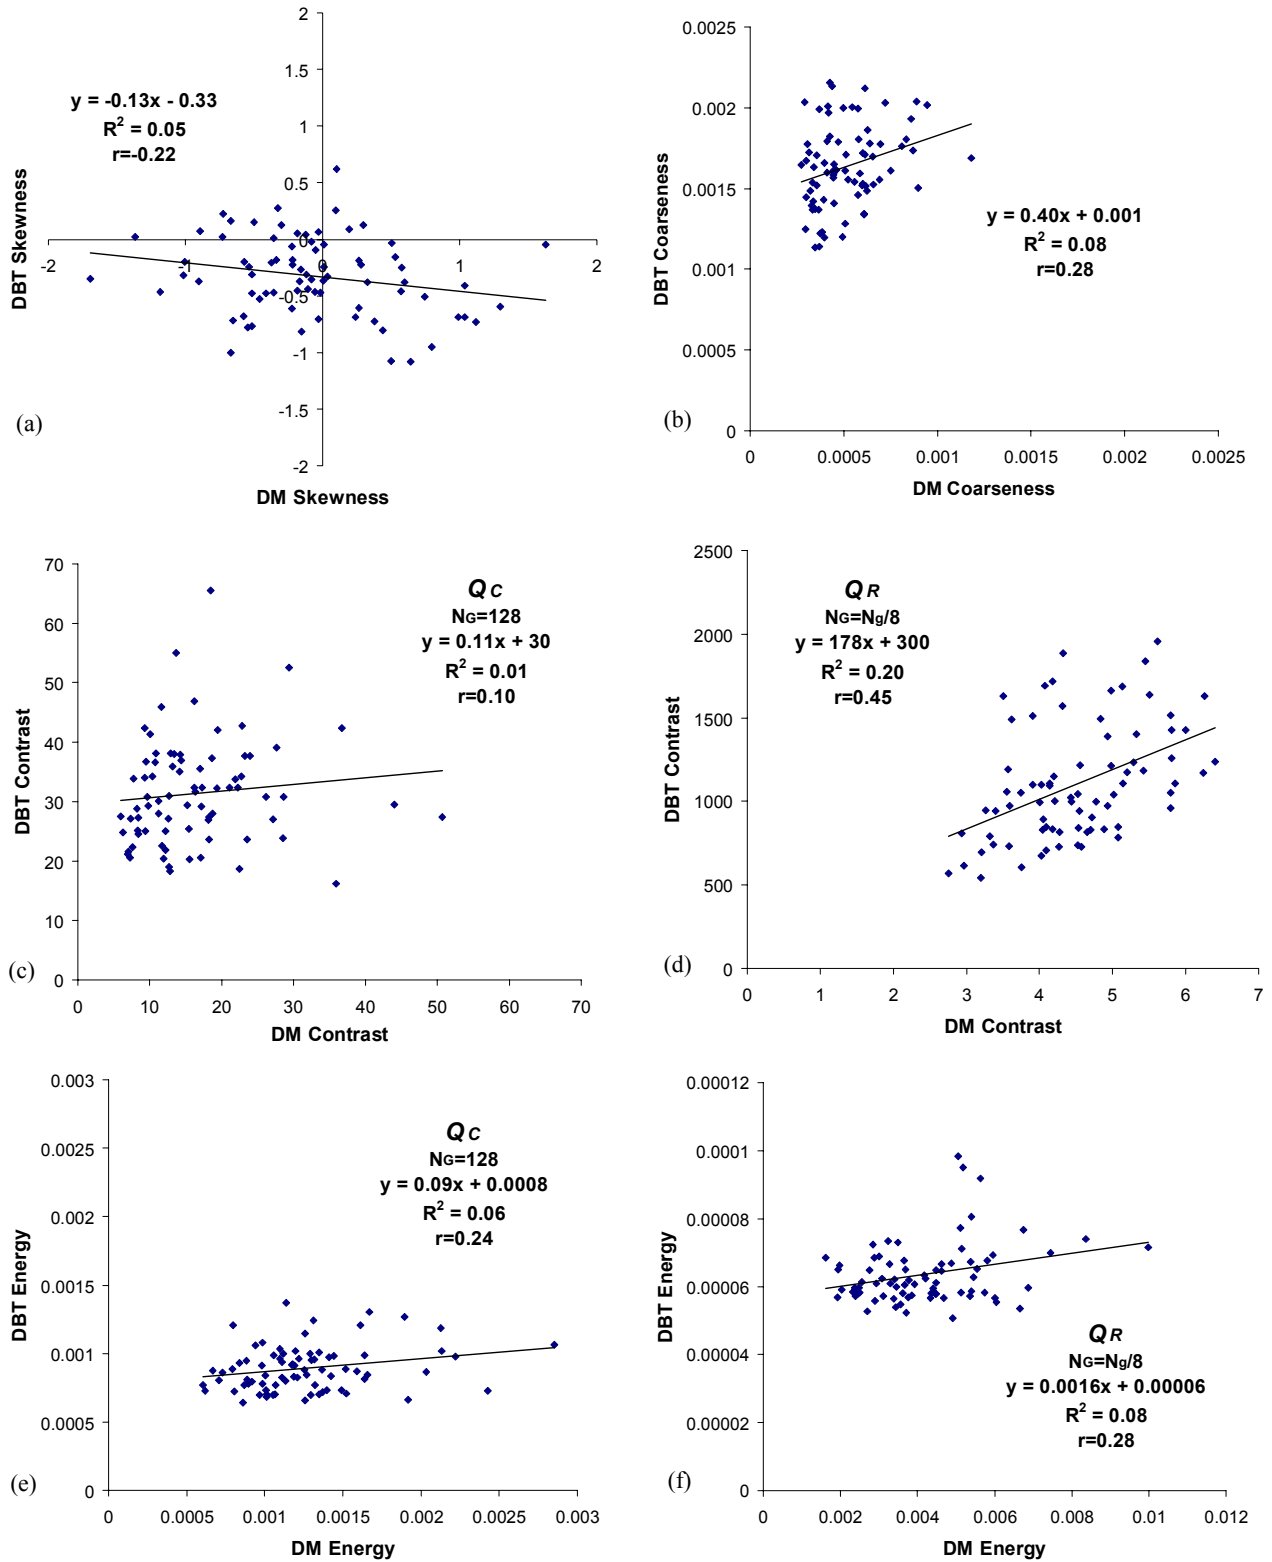 2
1.5
1
0.5
0
-0.5
-1
-1.5
-2
-2
-1
0
1
2
y = -0.13x - 0.33
R² = 0.05
r=-0.22
DBT Skewness
DM Skewness
(a)
0.0025
0.002
0.0015
0.001
0.0005
0
0 0.0005 0.001 0.0015 0.002 0.0025
y = 0.40x + 0.001
R² = 0.08
r=0.28
DBT Coarseness
DM Coarseness
(b)
70
60
50
40
30
20
10
0
0 10 20 30 40 50 60 70
QC
NG=128
y = 0.11x + 30
R² = 0.01
r=0.10
DBT Contrast
DM Contrast
(c)
2500
2000
1500
1000
500
0
0 1 2 3 4 5 6 7
QR
NG=Ng/8
y = 178x + 300
R² = 0.20
r=0.45
DBT Contrast
DM Contrast
(d)
0.003
0.0025
0.002
0.0015
0.001
0.0005
0
0 0.0005 0.001 0.0015 0.002 0.0025 0.003
QC
NG=128
y = 0.09x + 0.0008
R² = 0.06
r=0.24
DBT Energy
DM Energy
(e)
0.00012
0.0001
0.00008
0.00006
0.00004
0.00002
0
0 0.002 0.004 0.006 0.008 0.01 0.012
QR
NG=Ng/8
y = 0.0016x + 0.00006
R² = 0.08
r=0.28
DBT Energy
DM Energy
(f)